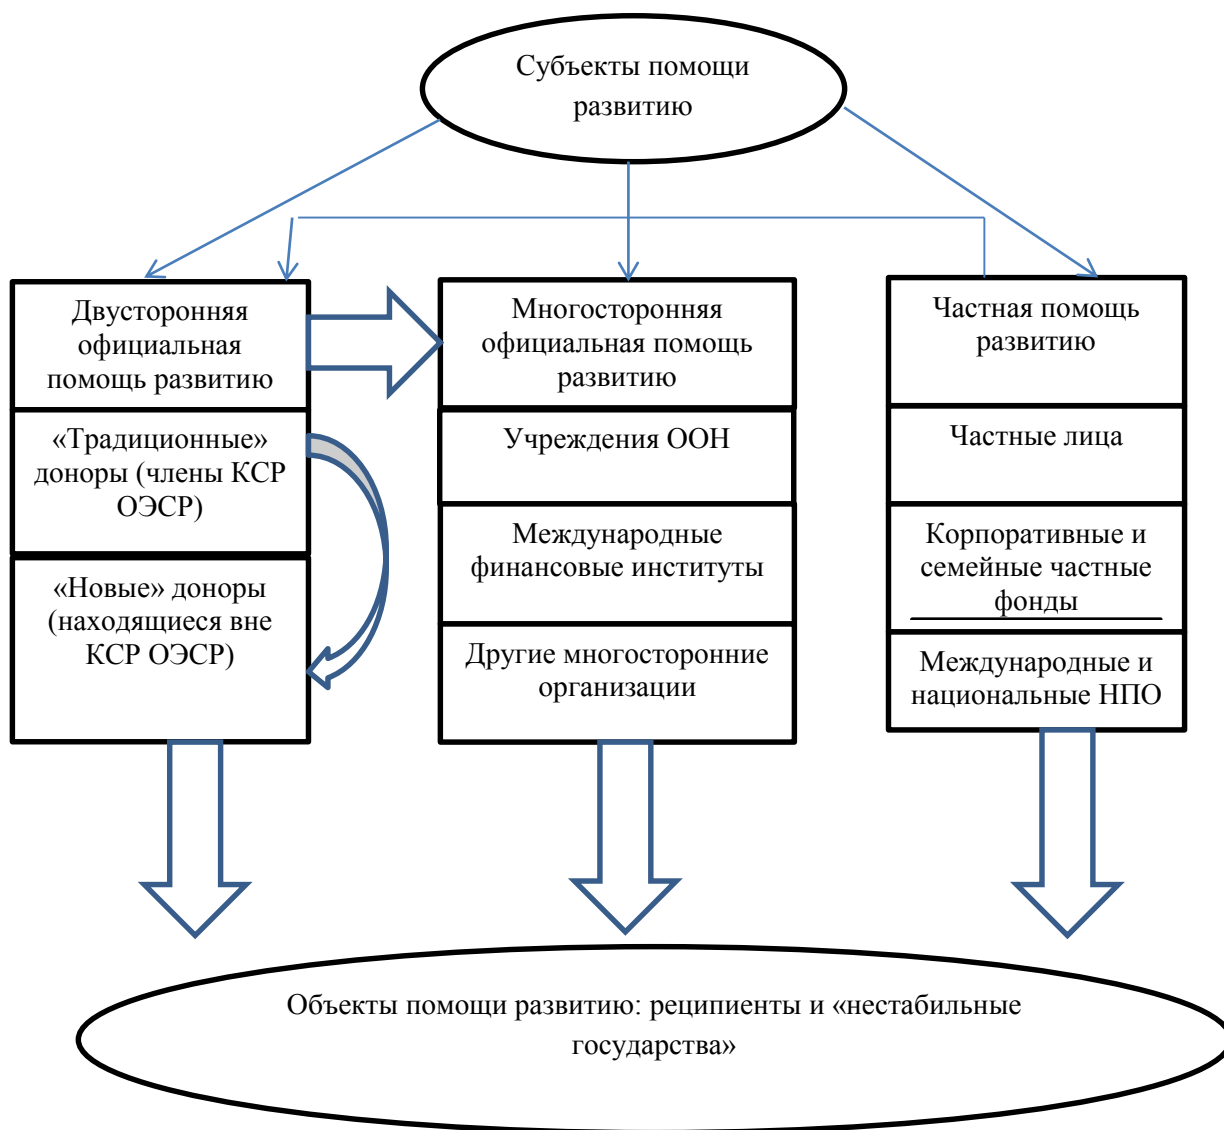 Субъекты помощи
развитию
Двусторонняя
официальная
помощь развитию
«Традиционные»
доноры (члены КСР
ОЭСР)
«Новые» доноры
(находящиеся вне
КСР ОЭСР)
Многосторонняя
официальная помощь
развитию
Учреждения ООН
Международные
финансовые институты
Другие многосторонние
организации
Частная помощь
развитию
Частные лица
Корпоративные и
семейные частные
фонды
Международные и
национальные НПО
Объекты помощи развитию: реципиенты и «нестабильные
государства»